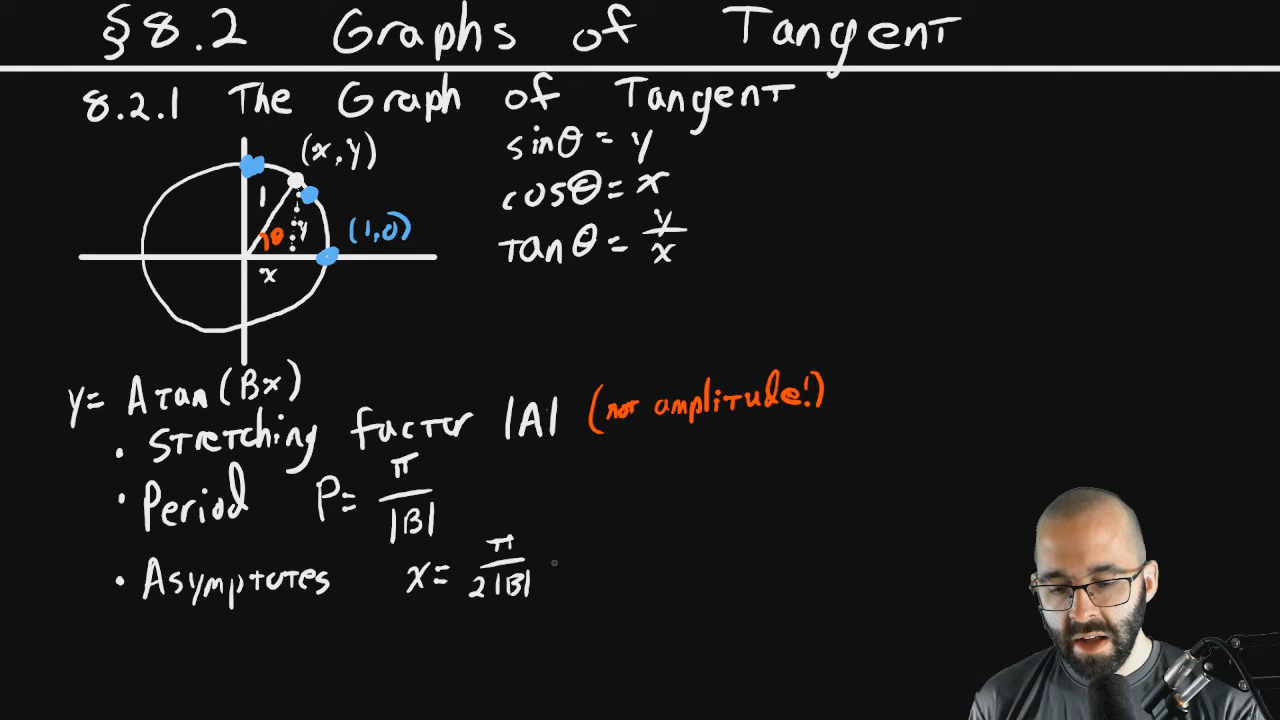 §8.2 Graphs of Tangent
8.2.1 The Graph of Tangent
(x,y)
1
θ
y
x
(1,0)
sinθ = y
cosθ = x
tanθ = y/x
y= A tan(Bx)
• Stretching factor |A| (not amplitude!)
• Period P= π/|B|
• Asymptotes x= π/2|B|